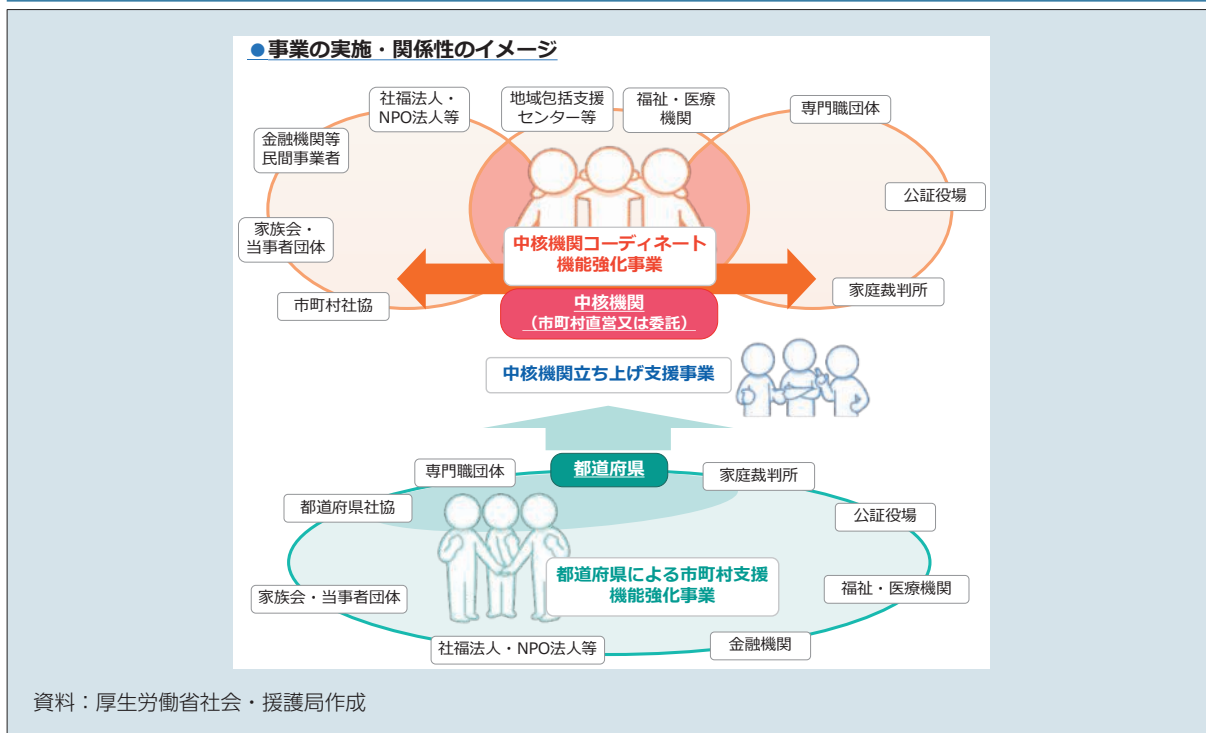 ●事業の実施・関係性のイメージ
社福法人・
NPO法人等
地域包括支援
センター等
福祉・医療
機関
専門職団体
金融機関等
民間事業者
公証役場
家族会・
当事者団体
中核機関コーディネート
機能強化事業
市町村社協
家庭裁判所
中核機関
（市町村直営又は委託）
中核機関立ち上げ支援事業
都道府県
専門職団体
家庭裁判所
都道府県社協
公証役場
都道府県による市町村支援
機能強化事業
家族会・当事者団体
福祉・医療機関
社福法人・NPO法人等
金融機関
資料：厚生労働省社会・援護局作成